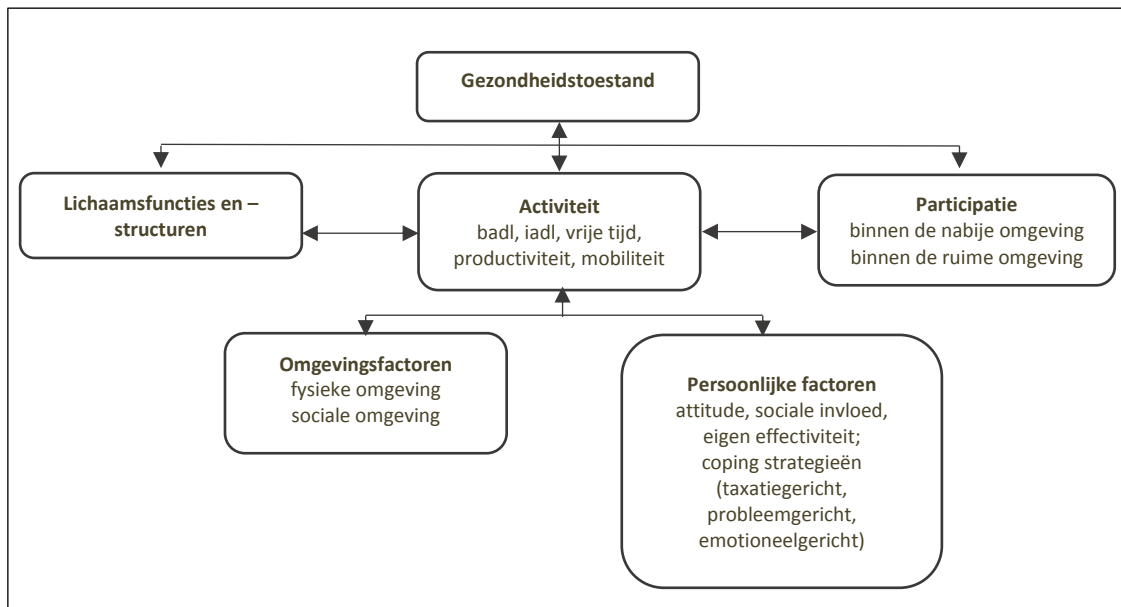 Gezondheidstoestand
Lichaamsfuncties en –
structuren
Activiteit
badl, iadl, vrije tijd,
productiviteit, mobiliteit
Participatie
binnen de nabije omgeving
binnen de ruime omgeving
Omgevingsfactoren
fysieke omgeving
sociale omgeving
Persoonlijke factoren
attitude, sociale invloed,
eigen effectiviteit;
coping strategieën
(taxatiegericht,
probleemgericht,
emotioneelgericht)